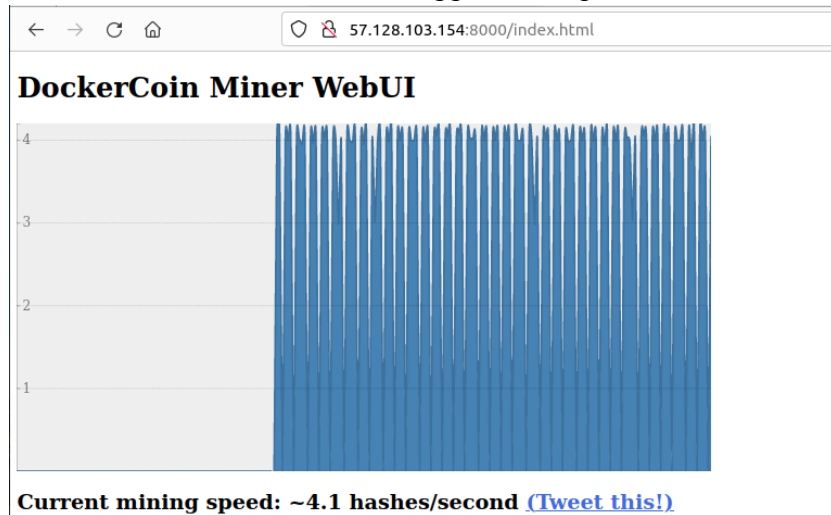 57.128.103.154:8000/index.html
DockerCoin Miner WebUI
4
3
2
1
Current mining speed: ~4.1 hashes/second (Tweet this!)